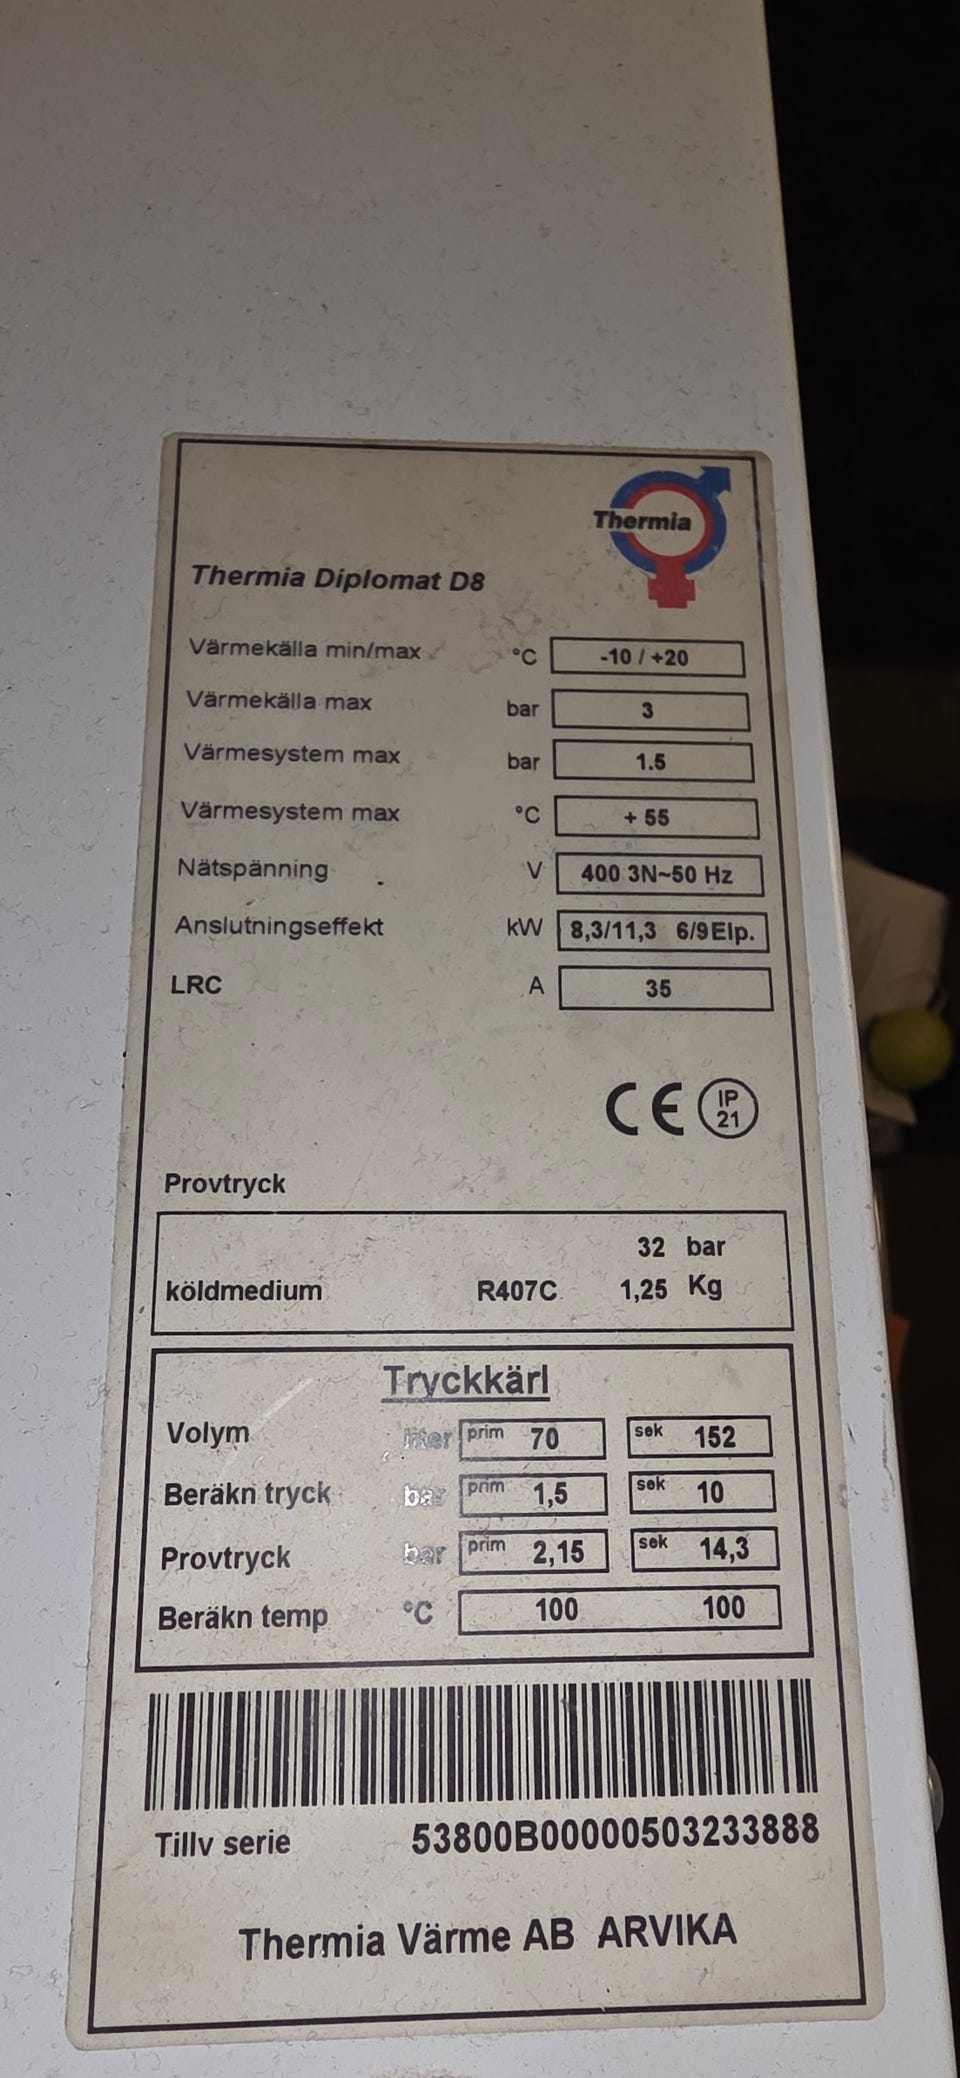 Thermia
Thermia Diplomat D8
Värmekälla min/max °C -10 / +20
Värmekälla max bar 3
Värmesystem max bar 1.5
Värmesystem max °C + 55
Nätspänning V 400 3N~50 Hz
Anslutningseffekt kW 8,3/11,3 6/9Elp.
LRC A 35
CE IP 21
Provtryck
32 bar
köldmedium R407C 1,25 Kg
Tryckkärl
Volym liter prim 70 sek 152
Beräkn tryck bar prim 1,5 sek 10
Provtryck bar prim 2,15 sek 14,3
Beräkn temp °C 100 100
Tillv serie 53800B00000503233888
Thermia Värme AB ARVIKA